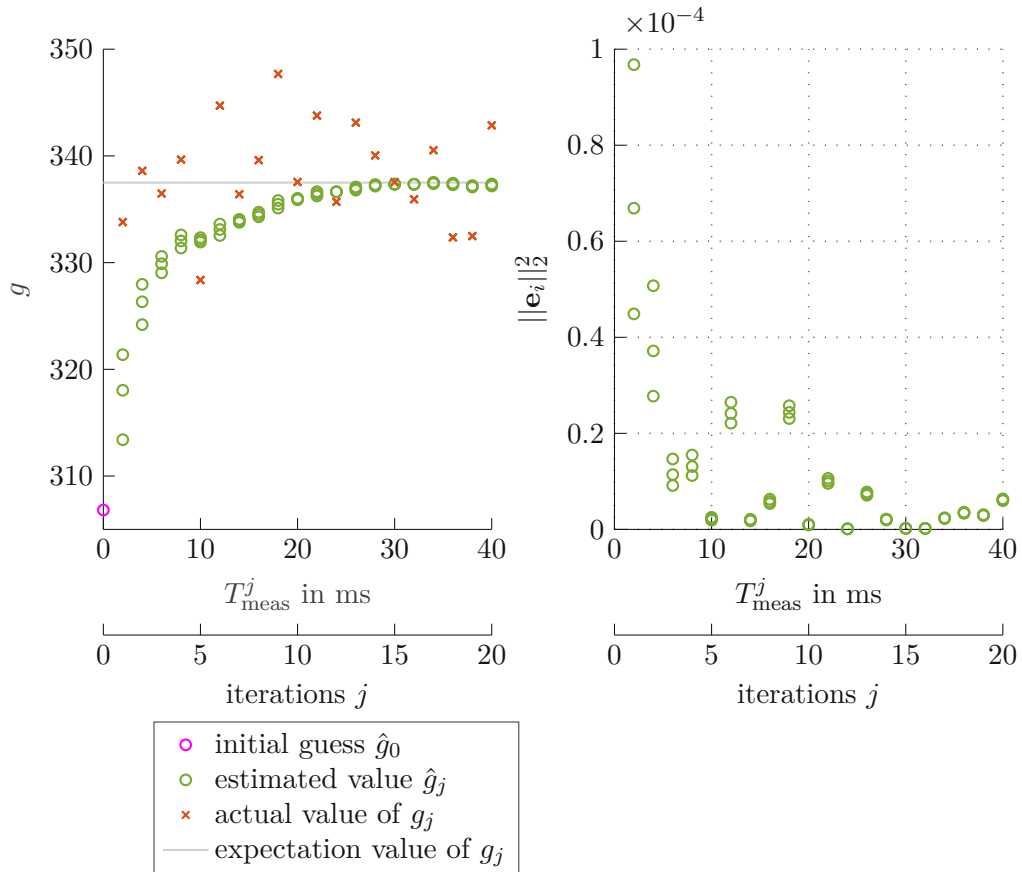 350
340
330
320
310
g
0 10 20 30 40
T^j_meas in ms
0 5 10 15 20
iterations j
×10^−4
1
0.8
0.6
0.4
0.2
0
||e_i||^2_2
0 10 20 30 40
T^j_meas in ms
0 5 10 15 20
iterations j
initial guess ĝ_0
estimated value ĝ_j
actual value of g_j
expectation value of g_j